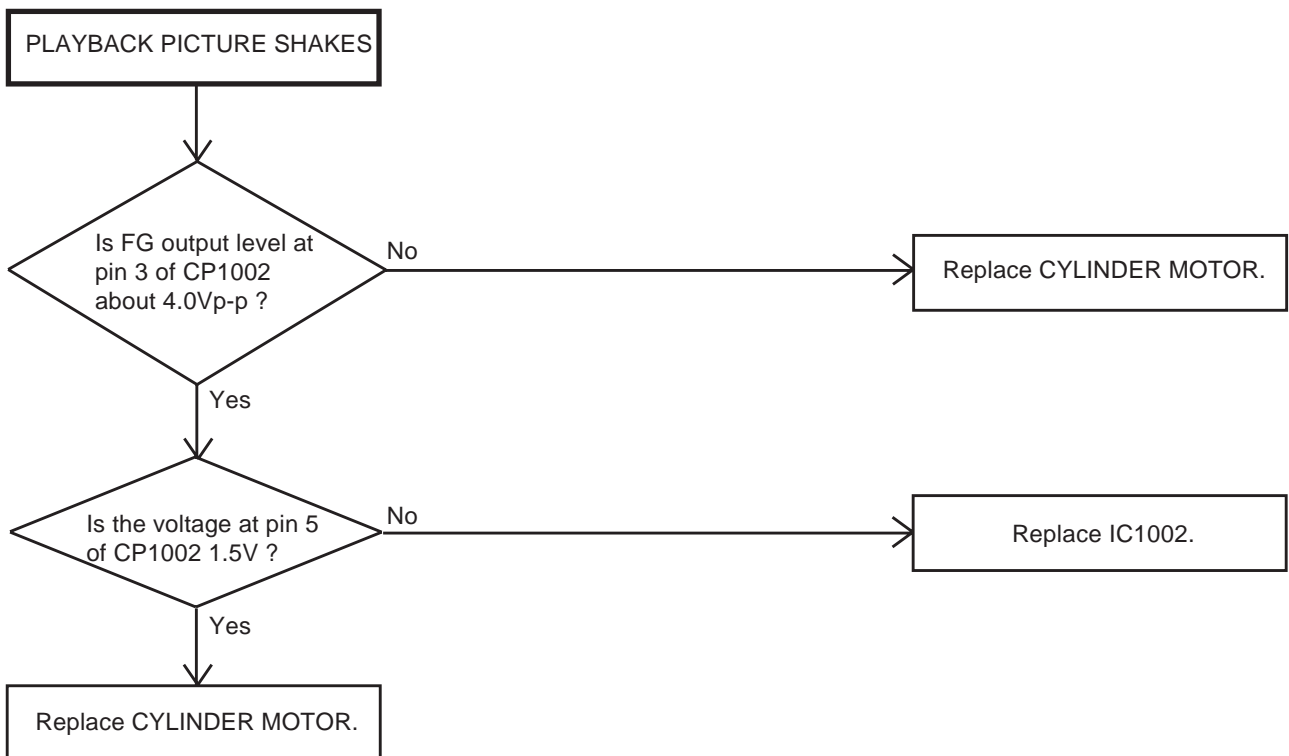 PLAYBACK PICTURE SHAKES
Is FG output level at
pin 3 of CP1002
about 4.0Vp-p ?
No
Replace CYLINDER MOTOR.
Yes
Is the voltage at pin 5
of CP1002 1.5V ?
No
Replace IC1002.
Yes
Replace CYLINDER MOTOR.